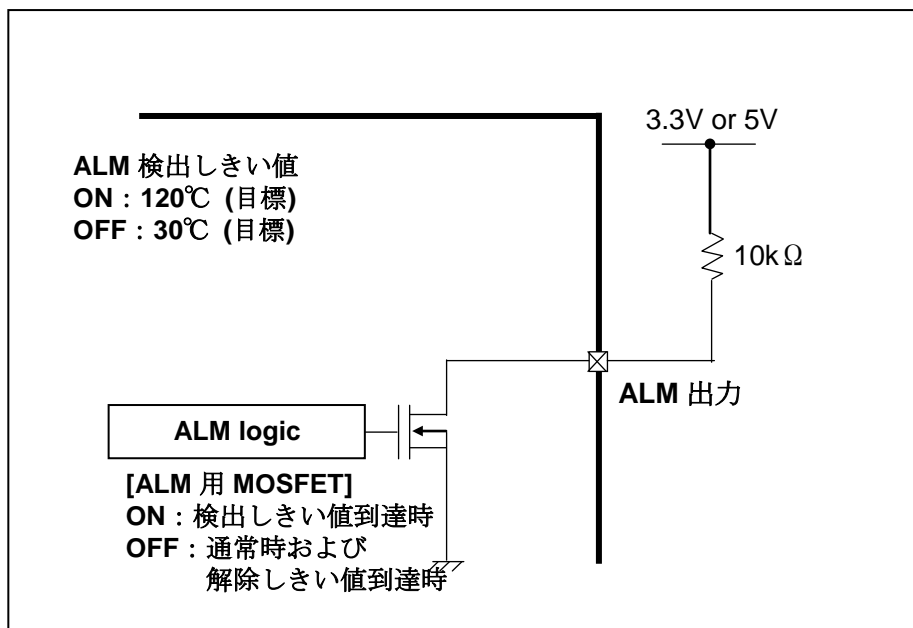 3.3V or 5V
ALM 検出しきい値
ON：120℃ (目標)
OFF：30℃ (目標)
10kΩ
ALM 出力
ALM logic
[ALM 用 MOSFET]
ON：検出しきい値到達時
OFF：通常時および
解除しきい値到達時